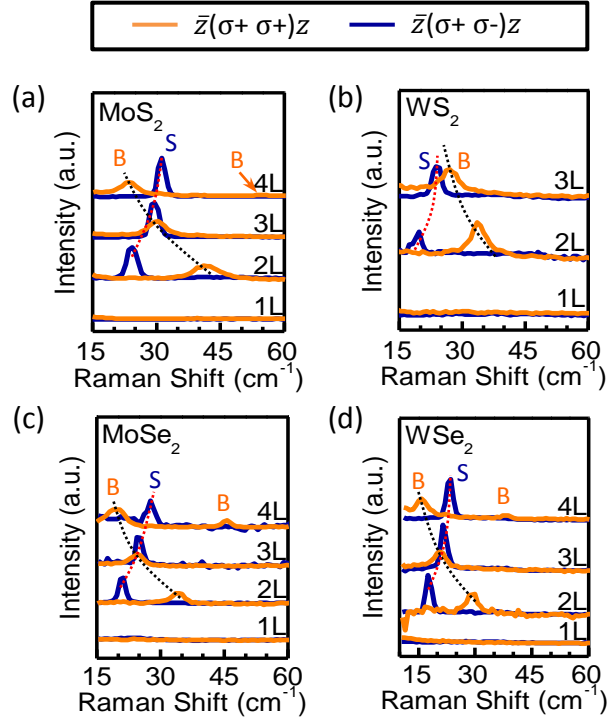 z̄(σ+ σ+)z z̄(σ+ σ-)z
(a)
MoS₂
B S B
4L
3L
2L
1L
Intensity (a.u.)
15 30 45 60
Raman Shift (cm⁻¹)
(b)
WS₂
S B
3L
2L
1L
Intensity (a.u.)
15 30 45 60
Raman Shift (cm⁻¹)
(c)
MoSe₂
B S B
4L
3L
2L
1L
Intensity (a.u.)
15 30 45 60
Raman Shift (cm⁻¹)
(d)
WSe₂
B S B
4L
3L
2L
1L
Intensity (a.u.)
15 30 45 60
Raman Shift (cm⁻¹)